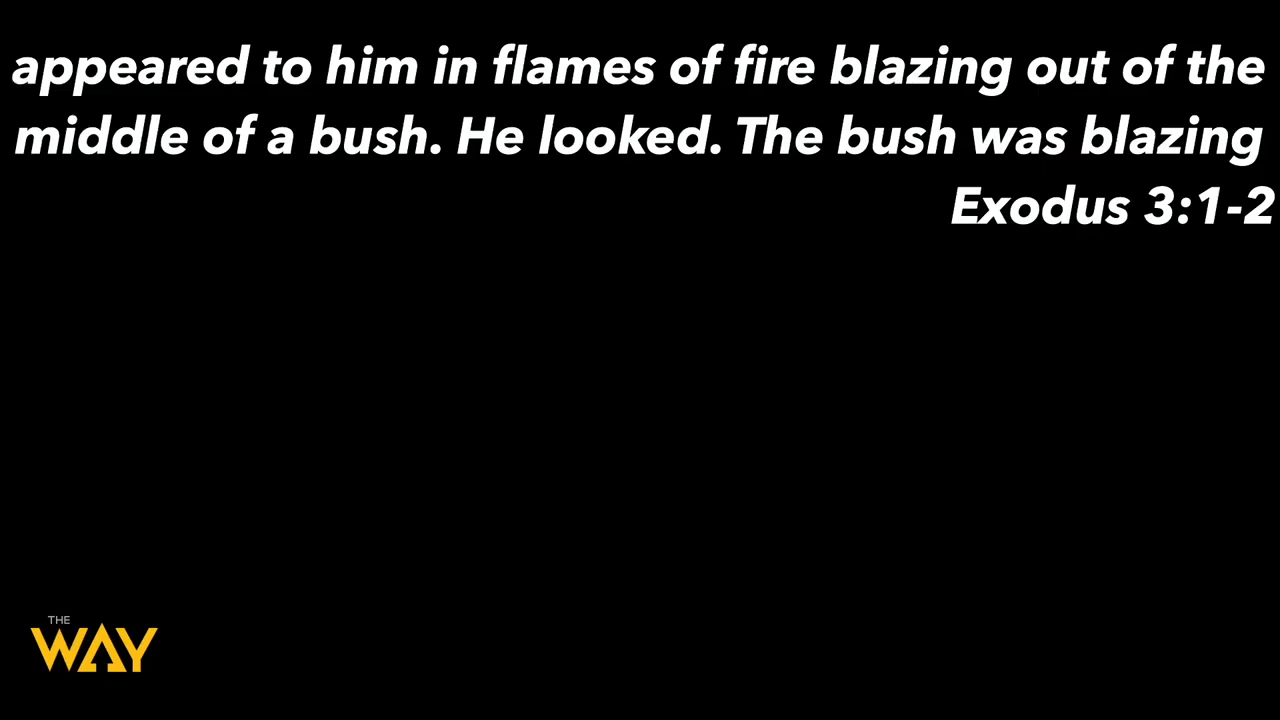 appeared to him in flames of fire blazing out of the
middle of a bush. He looked. The bush was blazing
Exodus 3:1-2
THE
WAY